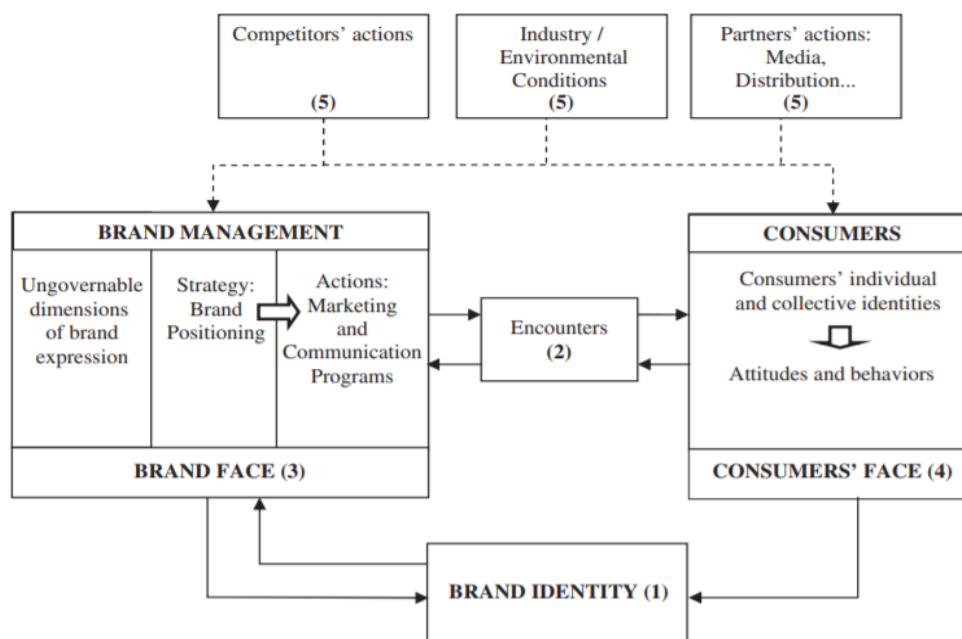 Competitors' actions
(5)
Industry /
Environmental
Conditions
(5)
Partners' actions:
Media,
Distribution...
(5)
BRAND MANAGEMENT
Ungovernable
dimensions
of brand
expression
Strategy:
Brand
Positioning
Actions:
Marketing
and
Communication
Programs
BRAND FACE (3)
Encounters
(2)
CONSUMERS
Consumers' individual
and collective identities
Attitudes and behaviors
CONSUMERS' FACE (4)
BRAND IDENTITY (1)